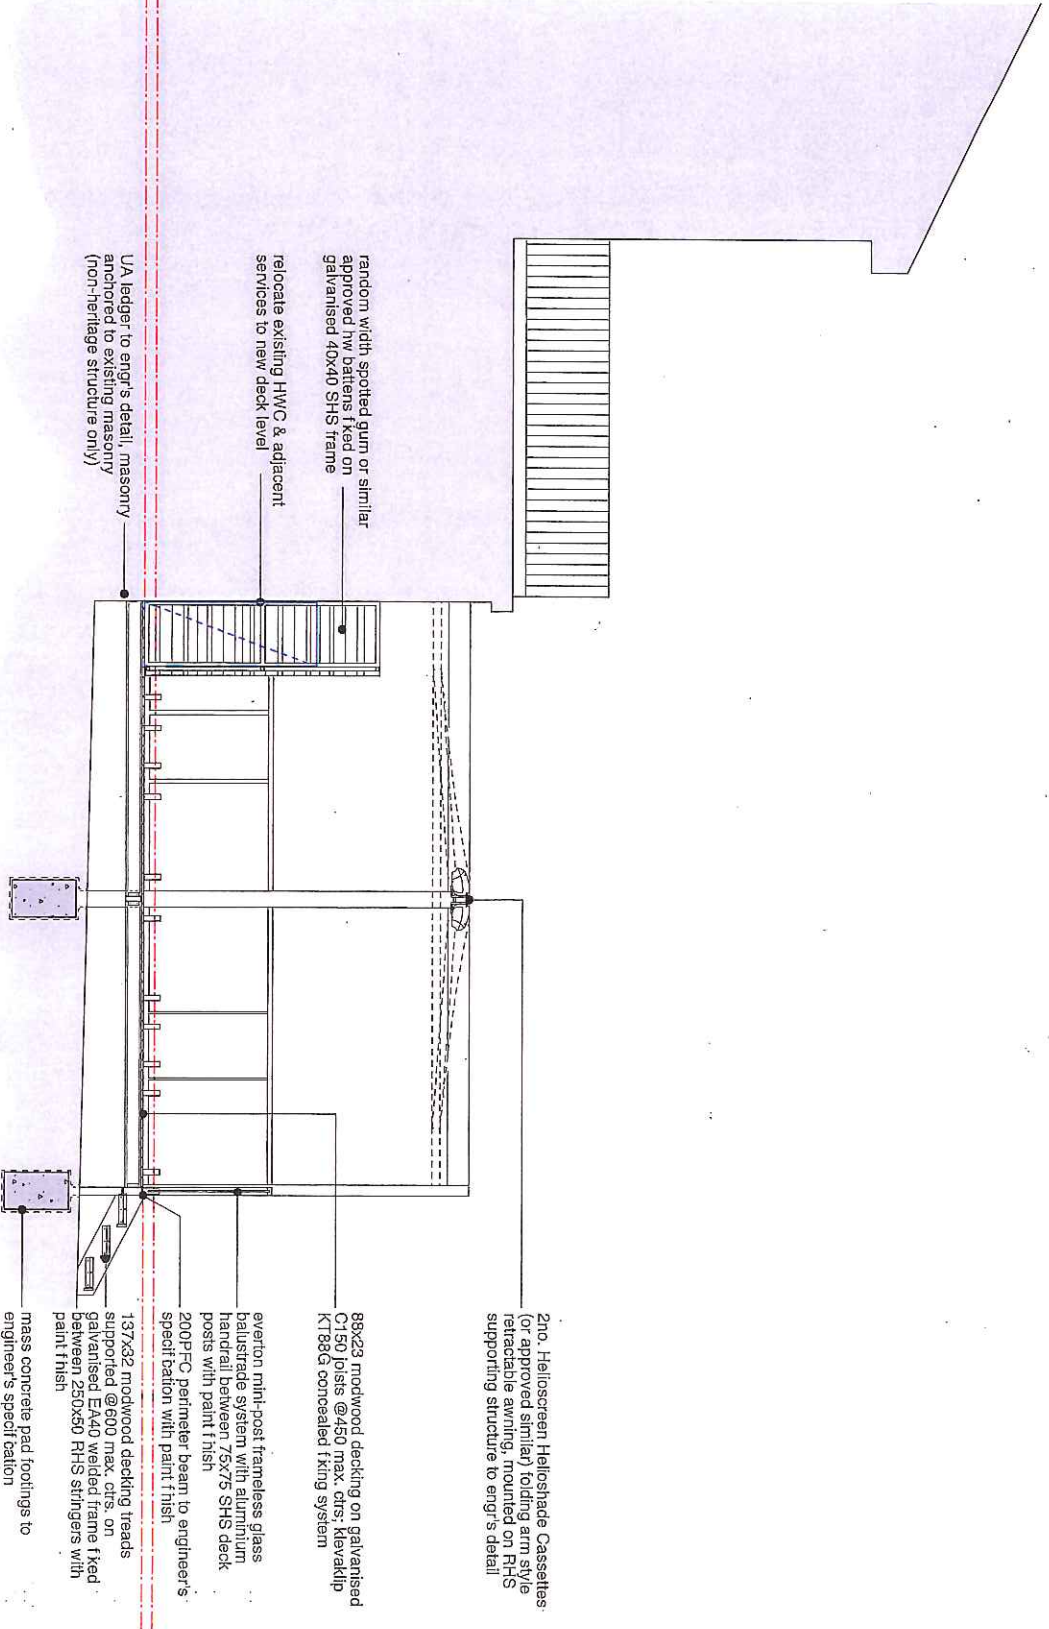 random width spotted gum or similar
approved hw battens fixed on
galvanised 40x40 SHS frame
relocate existing HWC & adjacent
services to new deck level
UA ledger to engr's detail, masonry
anchored to existing masonry
(non-heritage structure only)
2no. Helioscreen Helioshade Cassettes
(or approved similar) folding arm style
retractable awning, mounted on RHS
supporting structure to engr's detail
88x23 modwood decking on galvanised
C150 joists @450 max. ctrs; klevaklip
KT88G concealed fixing system
everton mini-post frameless glass
balustrade system with aluminium
handrail between 75x75 SHS deck
posts with paint finish
200PFC perimeter beam to engineer's
specification with paint finish
137x32 modwood decking treads
supported @600 max. ctrs. on
galvanised EA40 welded frame fixed
between 250x50 RHS stringers with
paint finish
mass concrete pad footings to
engineer's specification